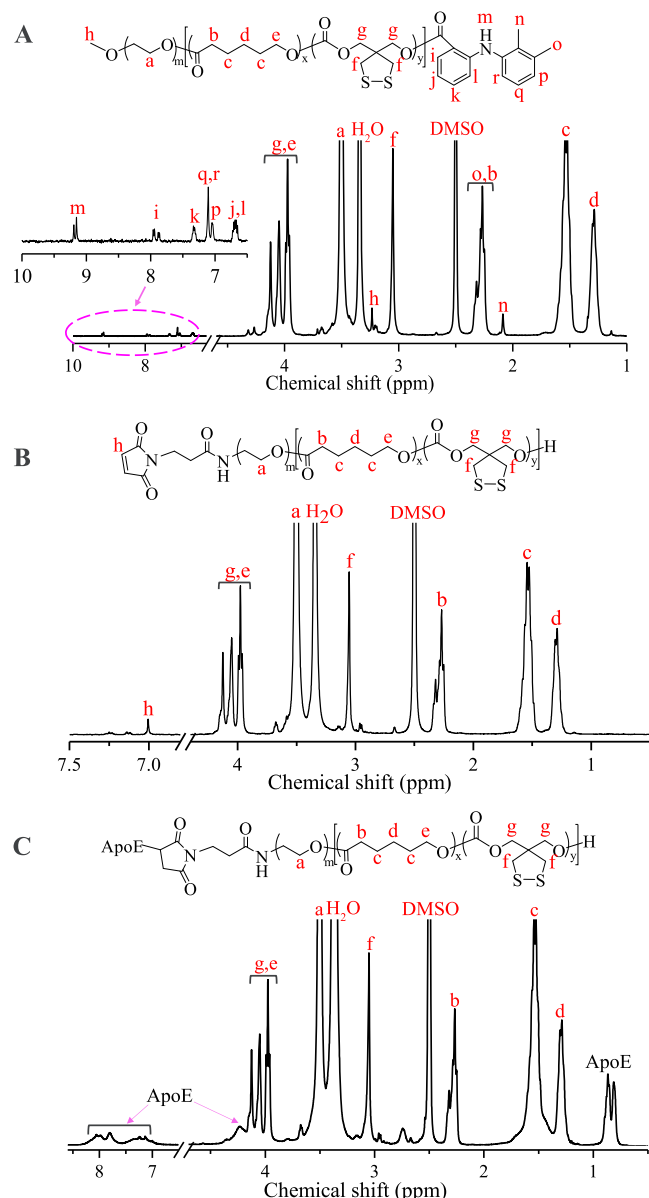 A
h
O
O
a
m
O
b
c
d
c
e
O
x
O
O
g
g
O
f
f
S
S
y
O
i
j
k
l
m
H
N
n
o
p
q
r
g,e
a
H₂O
f
DMSO
o,b
c
d
h
n
m
i
k
q,r
p
j,l
10 9 8 7
10 8 4 3 2 1
Chemical shift (ppm)
B
h
O
N
O
O
N
H
a
O
m
O
b
c
d
c
e
O
x
O
O
g
g
O
f
f
S
S
y
H
g,e
a
H₂O
f
DMSO
b
c
d
h
7.5 7.0 4 3 2 1
Chemical shift (ppm)
C
ApoE
O
N
O
O
N
H
a
O
m
O
b
c
d
c
e
O
x
O
O
g
g
O
f
f
S
S
y
H
g,e
a
H₂O
f
DMSO
b
c
d
ApoE
ApoE
8 7 4 3 2 1
Chemical shift (ppm)